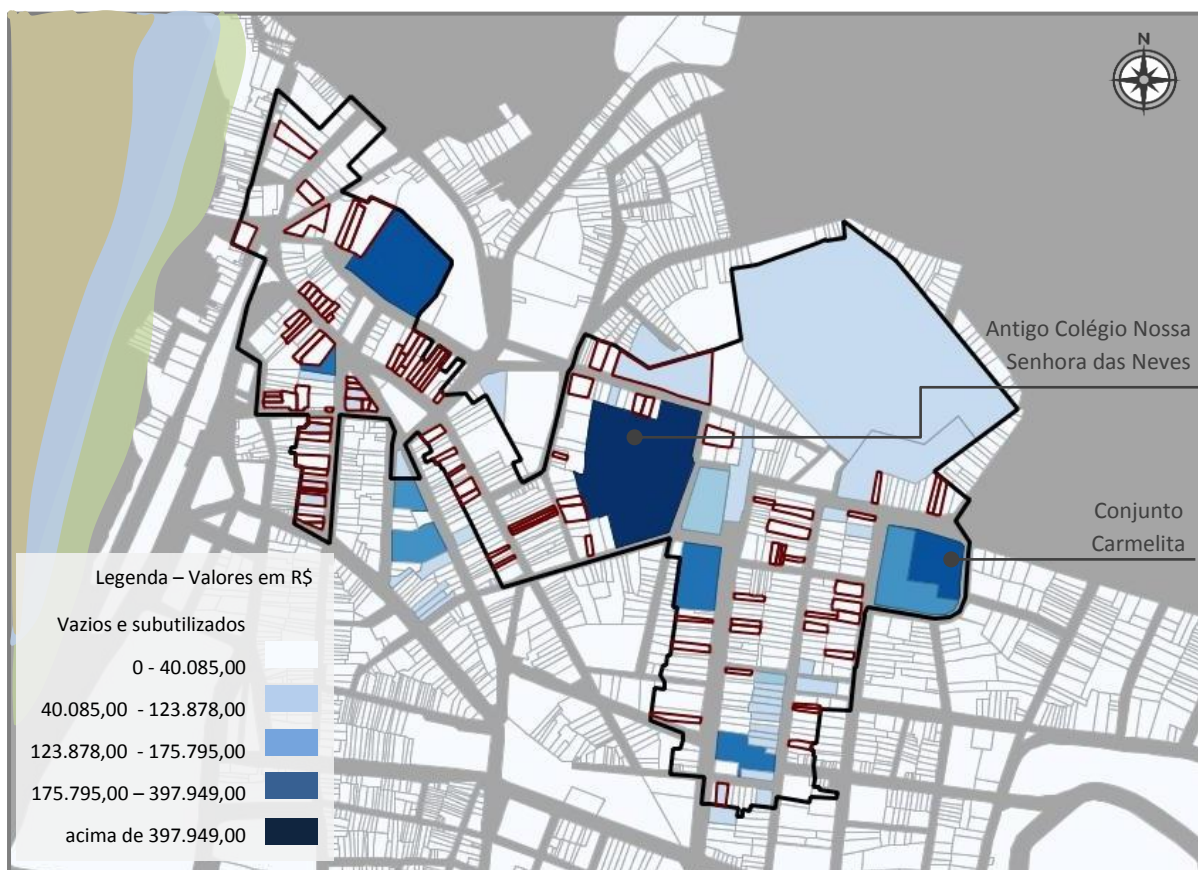 N
Antigo Colégio Nossa
Senhora das Neves
Conjunto
Carmelita
Legenda – Valores em R$
Vazios e subutilizados
0 - 40.085,00
40.085,00 - 123.878,00
123.878,00 - 175.795,00
175.795,00 – 397.949,00
acima de 397.949,00